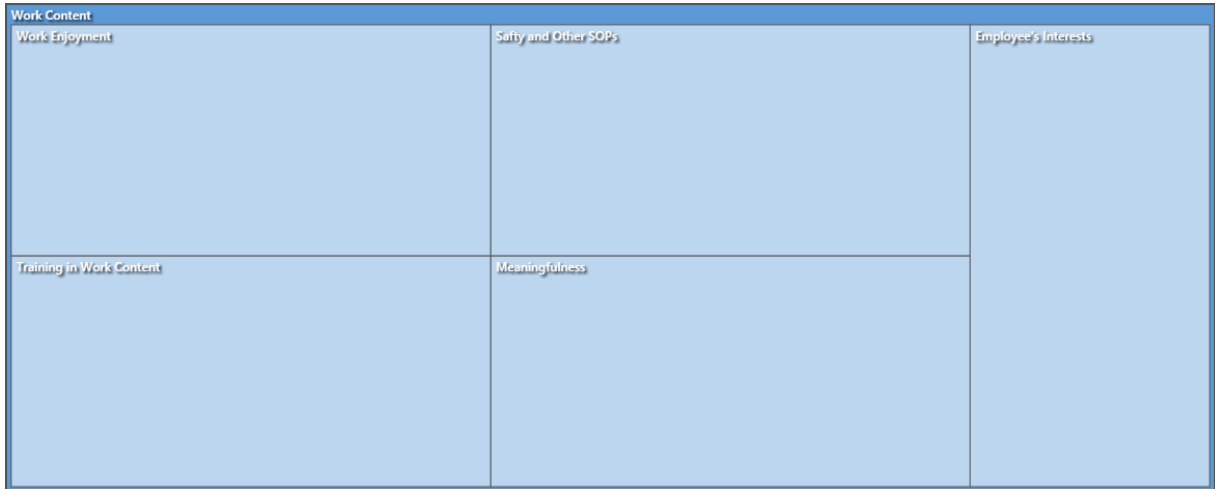 Work Content
Work Enjoyment
Safty and Other SOPs
Employee's Interests
Training in Work Content
Meaningfulness